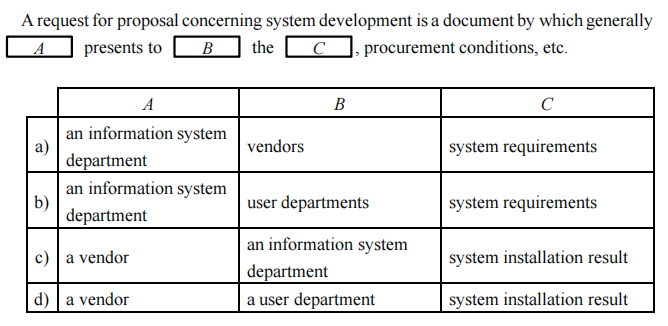 A request for proposal concerning system development is a document by which generally
A presents to B the C , procurement conditions, etc.
A B C
a) an information system department vendors system requirements
b) an information system department user departments system requirements
c) a vendor an information system department system installation result
d) a vendor a user department system installation result